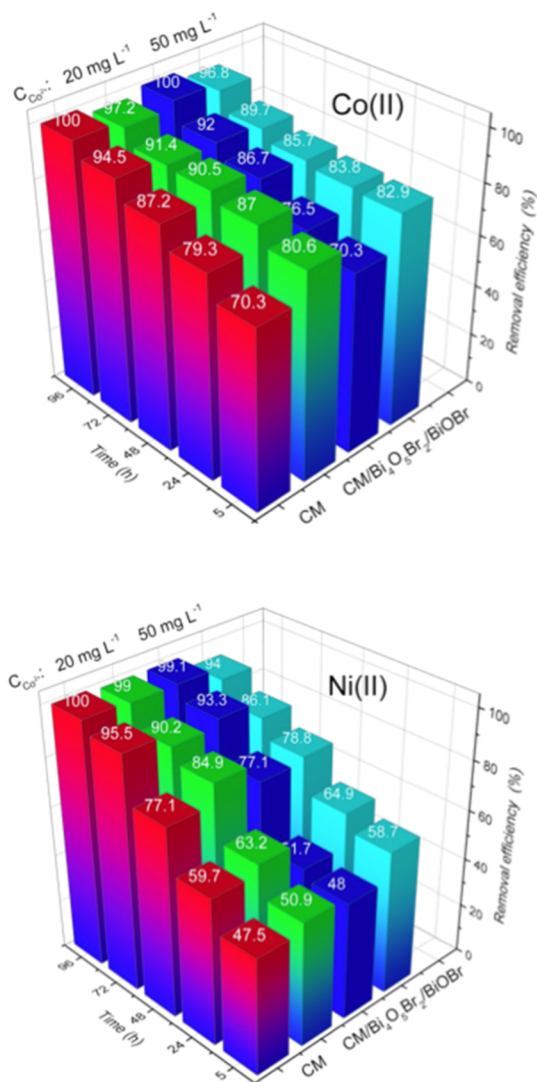 C Co²⁺: 20 mg L⁻¹ 50 mg L⁻¹
Co(II)
100 97.2 100 96.8
94.5 91.4 92 89.7
87.2 90.5 86.7 85.7
79.3 87 76.5 83.8
70.3 80.6 70.3 82.9
100
80
60
40
20
0
Removal efficiency (%)
96
72
48
24
5
Time (h)
CM
CM/Bi₄O₅Br₂/BiOBr
C Co²⁺: 20 mg L⁻¹ 50 mg L⁻¹
Ni(II)
100 99 99.1 94
95.5 90.2 93.3 86.1
77.1 84.9 77.1 78.8
59.7 63.2 51.7 64.9
47.5 50.9 48 58.7
100
80
60
40
20
0
Removal efficiency (%)
96
72
48
24
5
Time (h)
CM
CM/Bi₄O₅Br₂/BiOBr